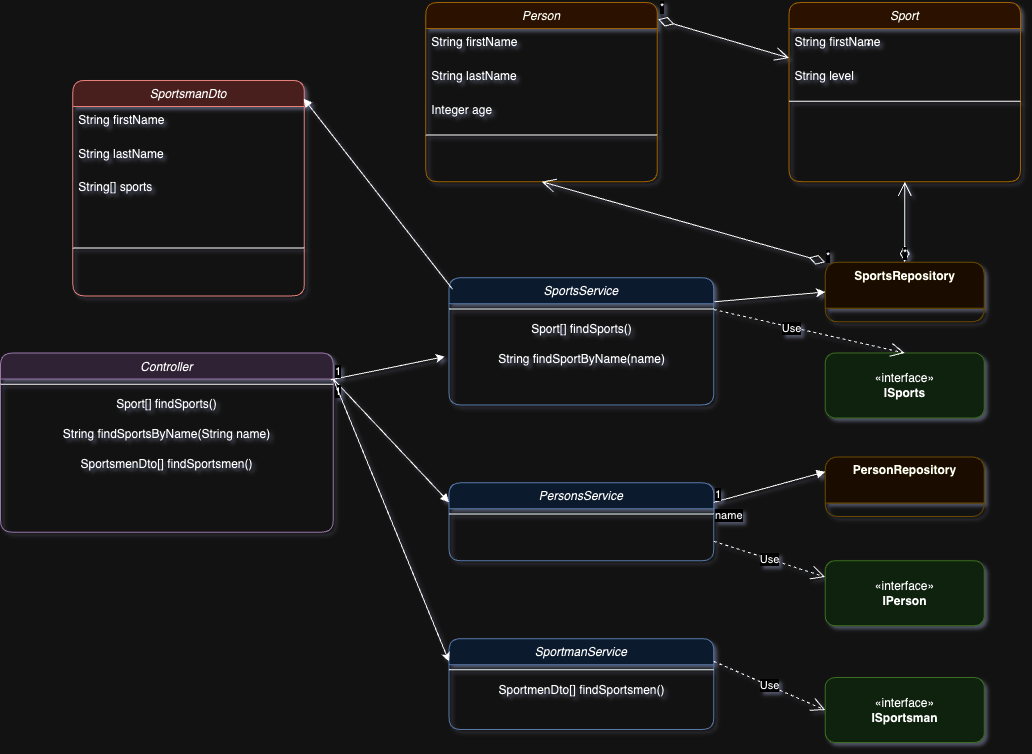 Person
*
String firstName
String lastName
Integer age
Sport
String firstName
String level
SportsmanDto
String firstName
String lastName
String[] sports
*
*
SportsRepository
SportsService
Sport[] findSports()
String findSportByName(name)
Use
«interface»
ISports
Controller
1
1
Sport[] findSports()
String findSportsByName(String name)
SportsmenDto[] findSportsmen()
PersonsService
1
name
PersonRepository
Use
«interface»
IPerson
SportmanService
SportmenDto[] findSportsmen()
Use
«interface»
ISportsman